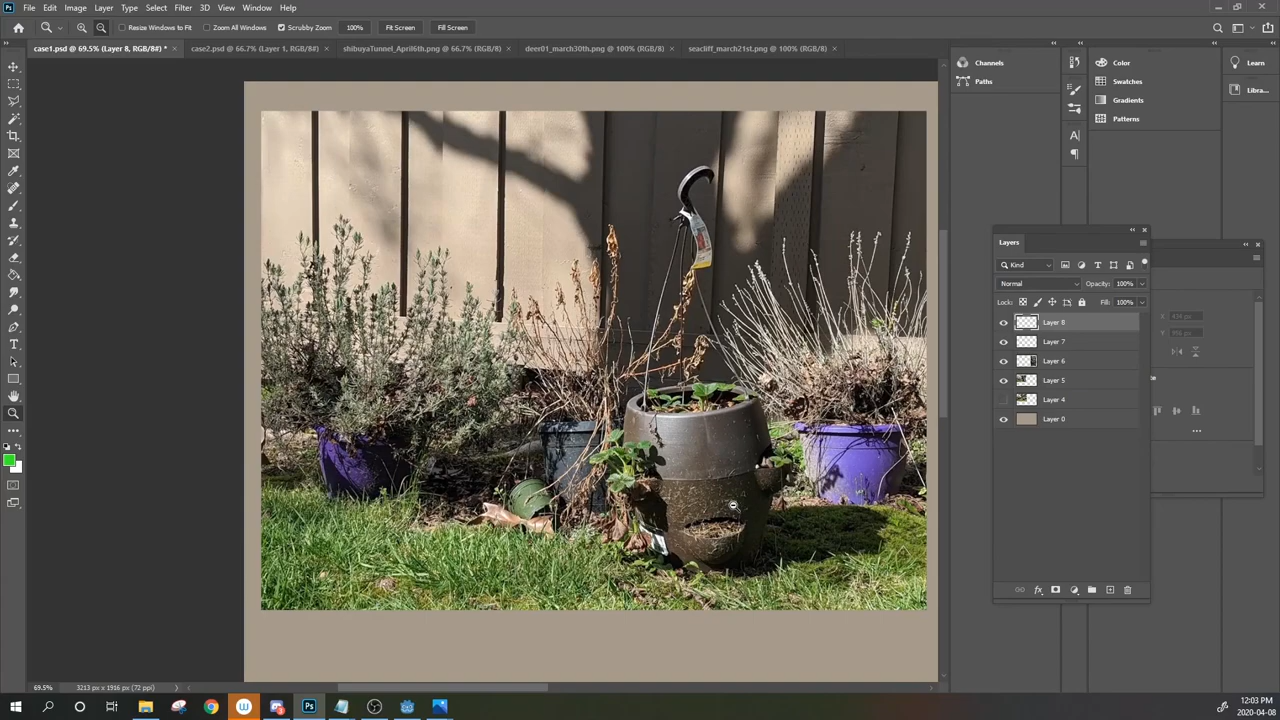 Ps File Edit Image Layer Type Select Filter 3D View Window Help
Resize Windows to Fit Zoom All Windows Scrubby Zoom 100% Fit Screen Fill Screen
case1.psd @ 69.5% (Layer 8, RGB/8#) * × case2.psd @ 66.7% (Layer 1, RGB/8#) × shibuyaTunnel_April6th.png @ 66.7% (RGB/8) × deer01_march30th.png @ 100% (RGB/8) × seacliff_march21st.png @ 100% (RGB/8) ×
Channels
Paths
Color
Swatches
Gradients
Patterns
Learn
Libra...
Layers
Kind
Normal Opacity: 100%
Lock: Fill: 100%
Layer 8
Layer 7
Layer 6
Layer 5
Layer 4
Layer 0
fx
69.5% 3213 px x 1916 px (72 ppi)
12:03 PM
2020-04-08